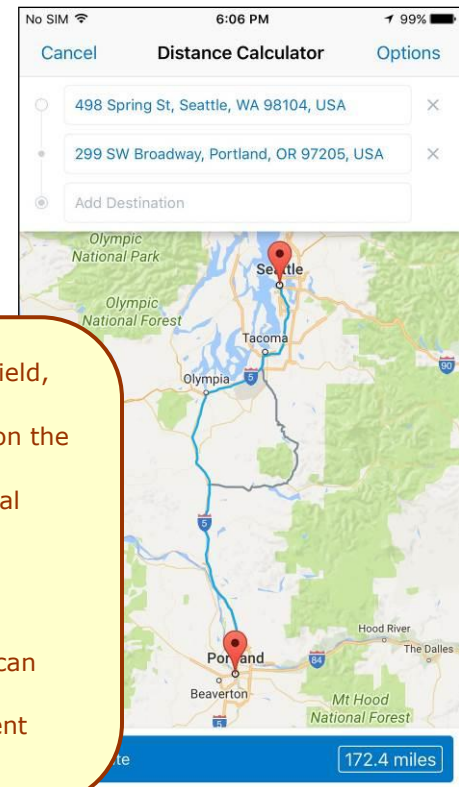 No SIM 6:06 PM 99%
Cancel Distance Calculator Options
498 Spring St, Seattle, WA 98104, USA
299 SW Broadway, Portland, OR 97205, USA
Add Destination
Olympic
National Park
Seattle
Olympic
National Forest
Tacoma
90
Olympia 5
5
Hood River
The Dalles
Portland
84
Beaverton
Mt Hood
National Forest
5
172.4 miles
ield,
on the
al
can
ent